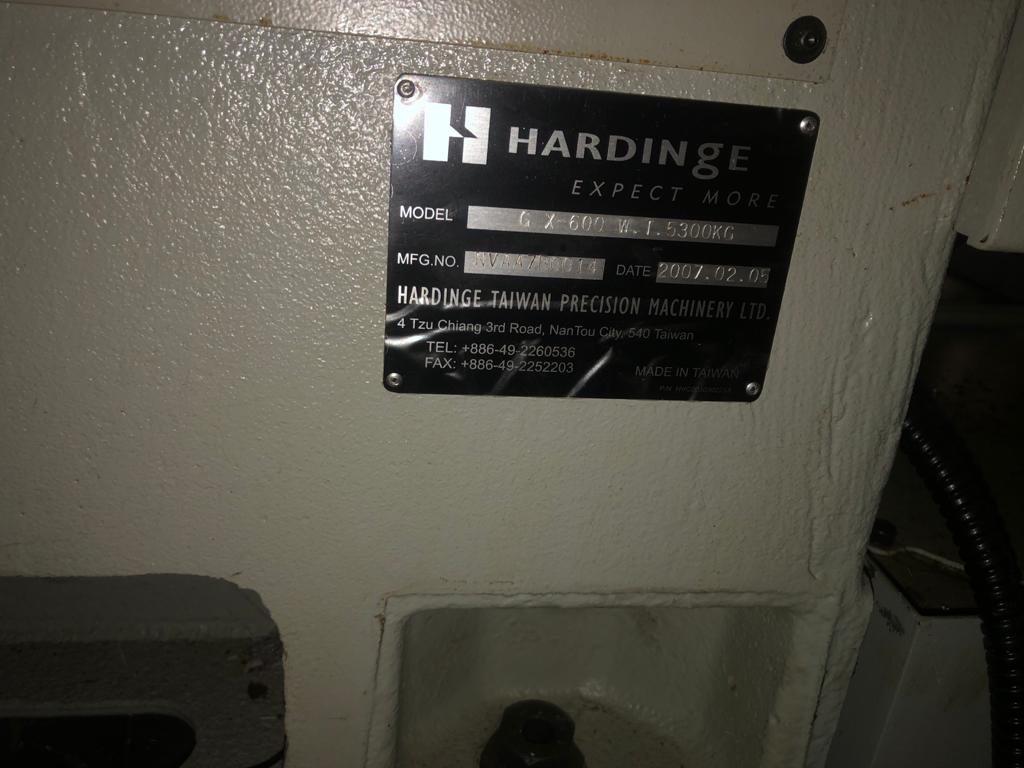 HARDINGE
EXPECT MORE
MODEL G X 600 W.T.5300KG
MFG.NO. DATE 2007.02.05
HARDINGE TAIWAN PRECISION MACHINERY LTD.
4 Tzu Chiang 3rd Road, NanTou City, 540 Taiwan
TEL: +886-49-2260536
FAX: +886-49-2252203
MADE IN TAIWAN
P/N